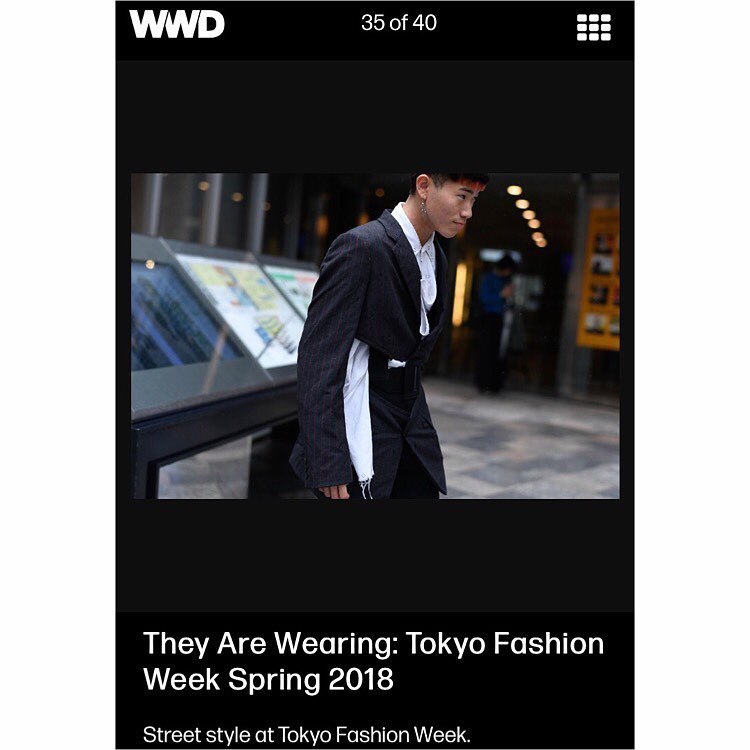 WWD
35 of 40
They Are Wearing: Tokyo Fashion
Week Spring 2018
Street style at Tokyo Fashion Week.